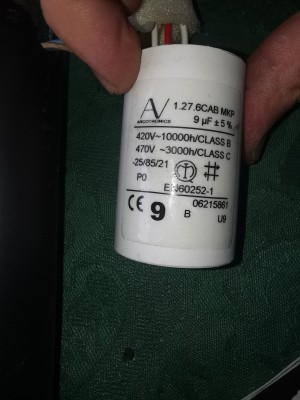 AV 1.27.6CAB MKP
9 µF ± 5 %
420V~10000h/CLASS B
470V ~3000h/CLASS C
-25/85/21
P0
EN60252-1
CE 9 06215861
B U9